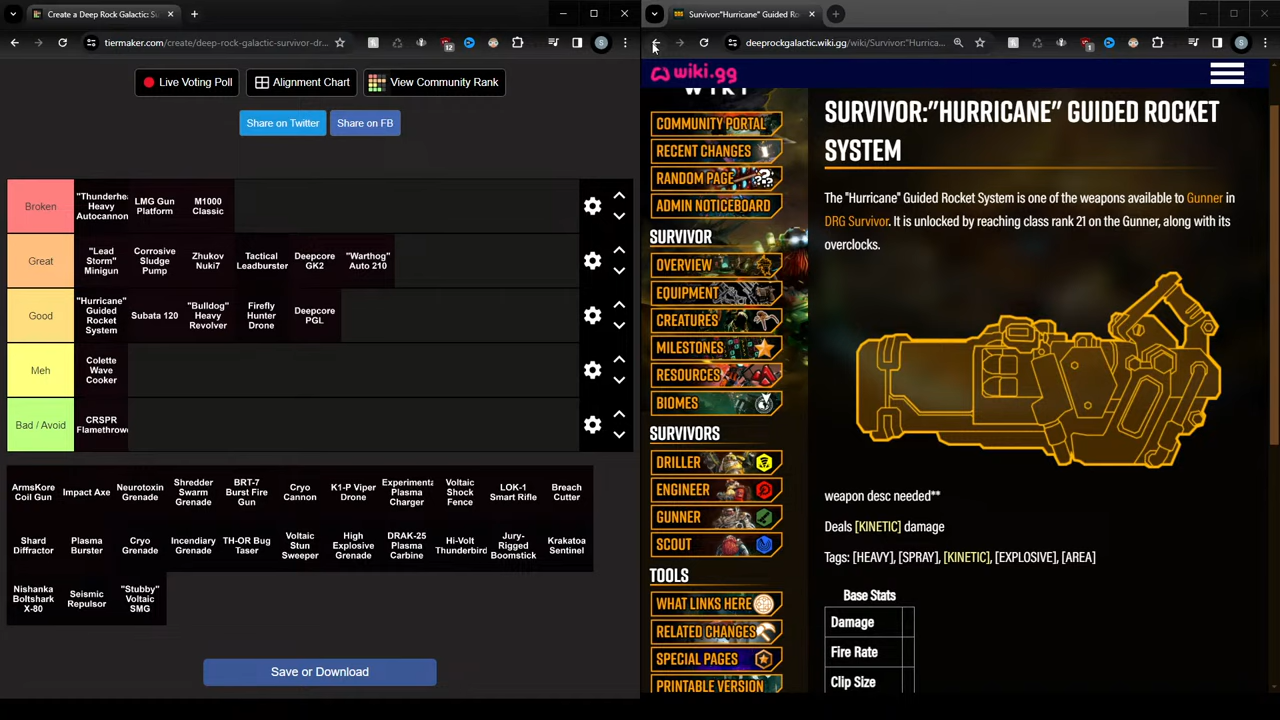 Create a Deep Rock Galactic: Su
Survivor:"Hurricane" Guided Ro
tiermaker.com/create/deep-rock-galactic-survivor-dr...
12
S
deeprockgalactic.wiki.gg/wiki/Survivor:"Hurrica...
1
S
Live Voting Poll
Alignment Chart
View Community Rank
Share on Twitter
Share on FB
Broken
"Thunderhe
Heavy
Autocannon
LMG Gun
Platform
M1000
Classic
Great
"Lead
Storm"
Minigun
Corrosive
Sludge
Pump
Zhukov
Nuki7
Tactical
Leadburster
Deepcore
GK2
"Warthog"
Auto 210
Good
"Hurricane"
Guided
Rocket
System
Subata 120
"Bulldog"
Heavy
Revolver
Firefly
Hunter
Drone
Deepcore
PGL
Meh
Colette
Wave
Cooker
Bad / Avoid
CRSPR
Flamethrowe
ArmsKore
Coil Gun
Impact Axe
Neurotoxin
Grenade
Shredder
Swarm
Grenade
BRT-7
Burst Fire
Gun
Cryo
Cannon
K1-P Viper
Drone
Experimenta
Plasma
Charger
Voltaic
Shock
Fence
LOK-1
Smart Rifle
Breach
Cutter
Shard
Diffractor
Plasma
Burster
Cryo
Grenade
Incendiary
Grenade
TH-OR Bug
Taser
Voltaic
Stun
Sweeper
High
Explosive
Grenade
DRAK-25
Plasma
Carbine
Hi-Volt
Thunderbird
Jury-
Rigged
Boomstick
Krakatoa
Sentinel
Nishanka
Boltshark
X-80
Seismic
Repulsor
"Stubby"
Voltaic
SMG
Save or Download
wiki.gg
WIKI
COMMUNITY PORTAL
RECENT CHANGES
RANDOM PAGE
ADMIN NOTICEBOARD
SURVIVOR
OVERVIEW
EQUIPMENT
CREATURES
MILESTONES
RESOURCES
BIOMES
SURVIVORS
DRILLER
ENGINEER
GUNNER
SCOUT
TOOLS
WHAT LINKS HERE
RELATED CHANGES
SPECIAL PAGES
PRINTABLE VERSION
SURVIVOR:"HURRICANE" GUIDED ROCKET
SYSTEM
The "Hurricane" Guided Rocket System is one of the weapons available to Gunner in
DRG Survivor. It is unlocked by reaching class rank 21 on the Gunner, along with its
overclocks.
weapon desc needed**
Deals [KINETIC] damage
Tags: [HEAVY], [SPRAY], [KINETIC], [EXPLOSIVE], [AREA]
Base Stats
Damage
Fire Rate
Clip Size